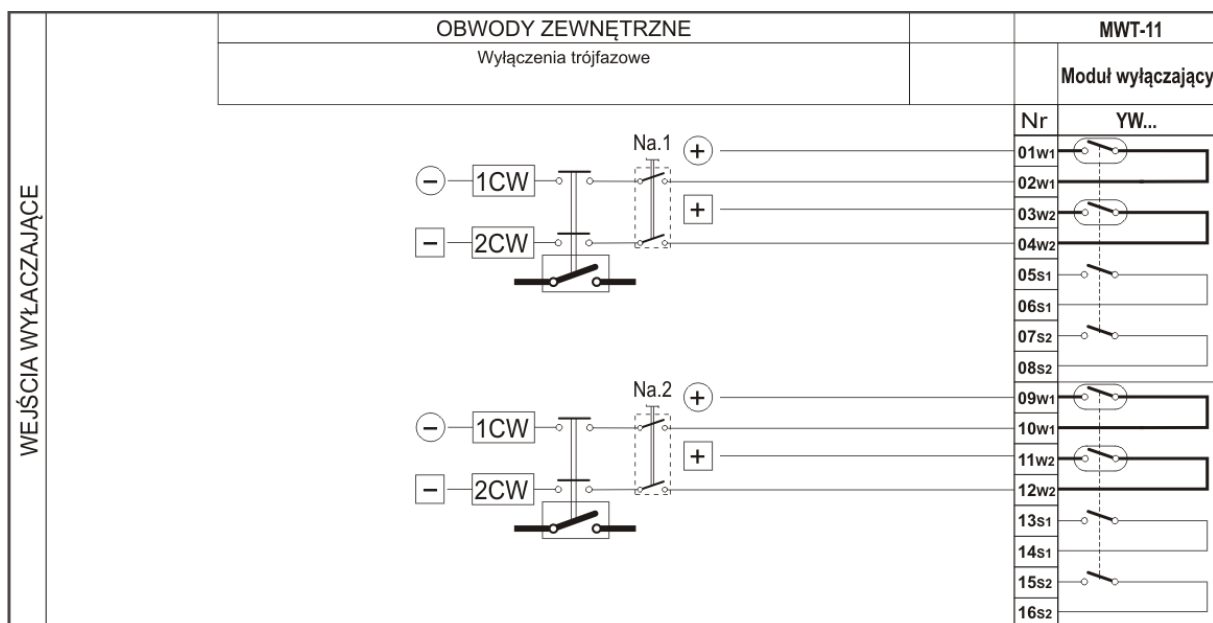 OBWODY ZEWNĘTRZNE
MWT-11
Wyłączenia trójfazowe
Moduł wyłączający
Nr YW...
WEJŚCIA WYŁACZAJĄCE
Na.1 +
01w1
- 1CW
02w1
+
03w2
- 2CW
04w2
05s1
06s1
07s2
08s2
Na.2 +
09w1
- 1CW
10w1
+
11w2
- 2CW
12w2
13s1
14s1
15s2
16s2